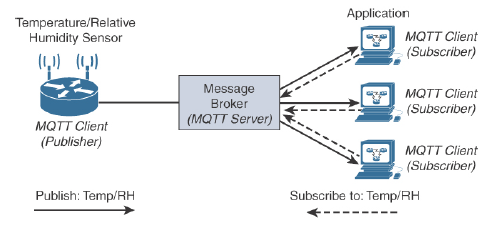 Temperature/Relative
Humidity Sensor
MQTT Client
(Publisher)
Message
Broker
(MQTT Server)
Application
MQTT Client
(Subscriber)
MQTT Client
(Subscriber)
MQTT Client
(Subscriber)
Publish: Temp/RH
Subscribe to: Temp/RH